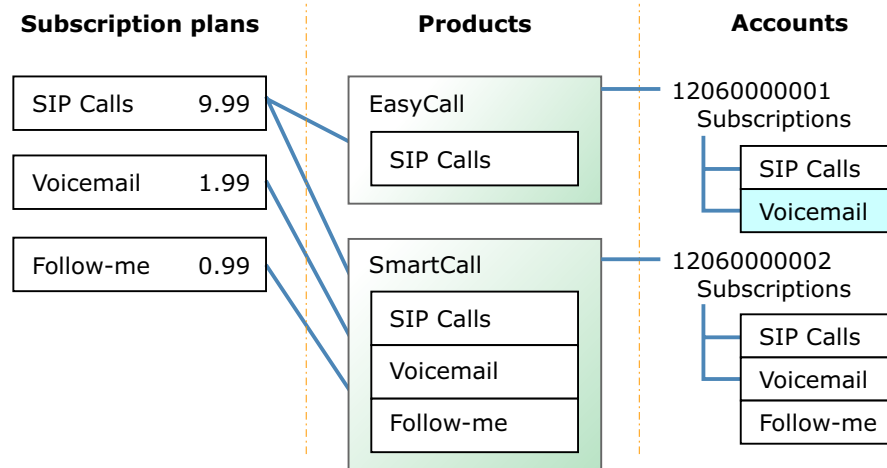 Subscription plans
Products
Accounts
SIP Calls 9.99
Voicemail 1.99
Follow-me 0.99
EasyCall
SIP Calls
SmartCall
SIP Calls
Voicemail
Follow-me
12060000001
Subscriptions
SIP Calls
Voicemail
12060000002
Subscriptions
SIP Calls
Voicemail
Follow-me